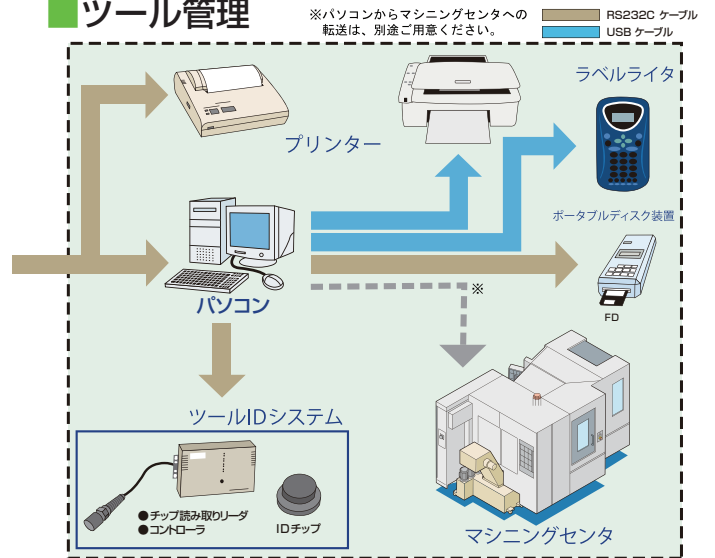 ■ツール管理
※パソコンからマシニングセンタへの
転送は、別途ご用意ください。
RS232C ケーブル
USB ケーブル
ラベルライタ
プリンター
ポータブルディスク装置
パソコン
※
FD
ツールIDシステム
●チップ読み取りリーダ
●コントローラ
IDチップ
マシニングセンタ